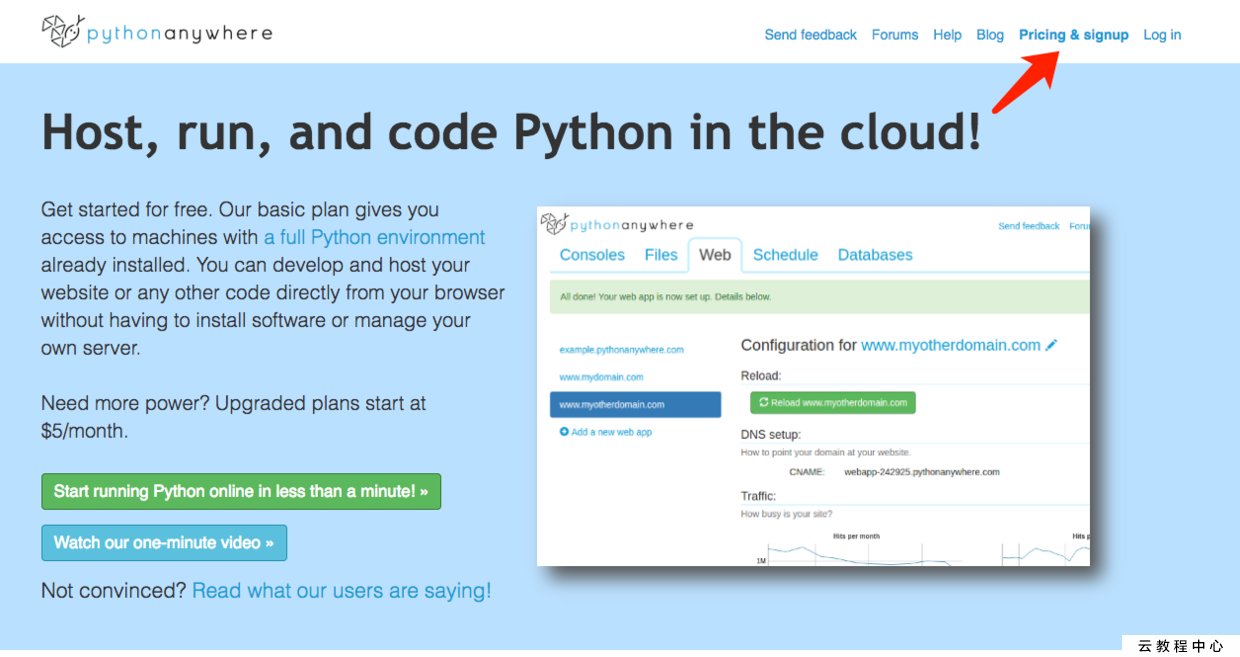 pythonanywhere
Send feedback Forums Help Blog Pricing & signup Log in
Host, run, and code Python in the cloud!
Get started for free. Our basic plan gives you
access to machines with a full Python environment
already installed. You can develop and host your
website or any other code directly from your browser
without having to install software or manage your
own server.
Need more power? Upgraded plans start at
$5/month.
Start running Python online in less than a minute! »
Watch our one-minute video »
Not convinced? Read what our users are saying!
pythonanywhere
Send feedback
Consoles Files Web Schedule Databases
All done! Your web app is now set up. Details below.
example.pythonanywhere.com
www.mydomain.com
www.myotherdomain.com
Add a new web app
Configuration for www.myotherdomain.com
Reload:
Reload www.myotherdomain.com
DNS setup:
How to point your domain at your website.
CNAME: webapp-242925.pythonanywhere.com
Traffic:
How busy is your site?
Hits per month
Hits
1M
云教程中心